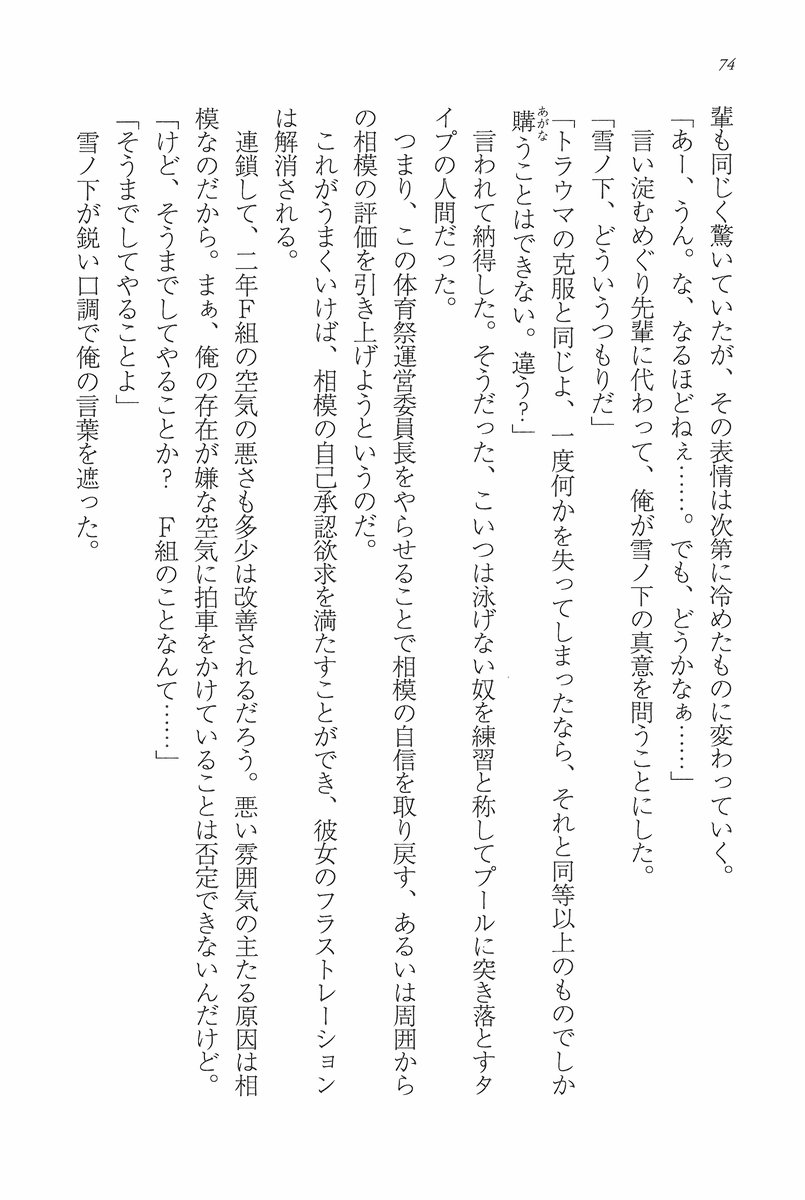 74
輩も同じく驚いていたが、その表情は次第に冷めたものに変わっていく。
「あー、うん。な、なるほどねぇ……。でも、どうかなぁ……」
言い淀むめぐり先輩に代わって、俺が雪ノ下の真意を問うことにした。
「雪ノ下、どういうつもりだ」
「トラウマの克服と同じよ、一度何かを失ってしまったなら、それと同等以上のものでしか
あがな
購うことはできない。違う?」
言われて納得した。そうだった、こいつは泳げない奴を練習と称してプールに突き落とすタ
イプの人間だった。
つまり、この体育祭運営委員長をやらせることで相模の自信を取り戻す、あるいは周囲から
の相模の評価を引き上げようというのだ。
これがうまくいけば、相模の自己承認欲求を満たすことができ、彼女のフラストレーション
は解消される。
連鎖して、二年F組の空気の悪さも多少は改善されるだろう。悪い雰囲気の主たる原因は相
模なのだから。まぁ、俺の存在が嫌な空気に拍車をかけていることは否定できないんだけど。
「けど、そうまでしてやることか?　F組のことなんて……」
「そうまでしてやることよ」
雪ノ下が鋭い口調で俺の言葉を遮った。